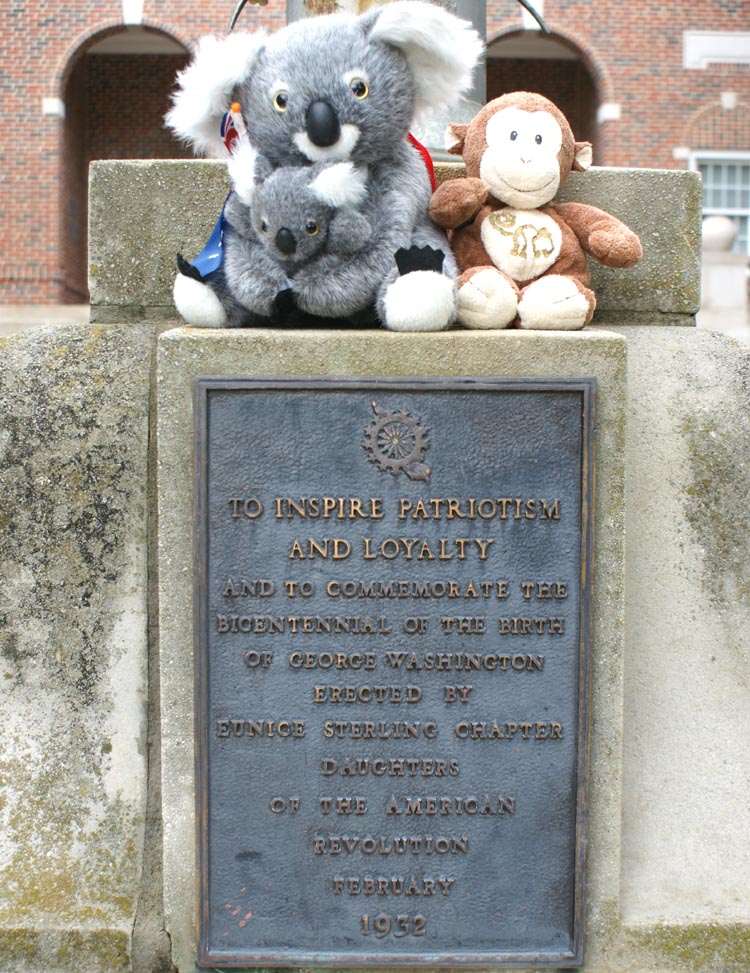 TO INSPIRE PATRIOTISM
AND LOYALTY
AND TO COMMEMORATE THE
BICENTENNIAL OF THE BIRTH
OF GEORGE WASHINGTON
ERECTED BY
EUNICE STERLING CHAPTER
DAUGHTERS
OF THE AMERICAN
REVOLUTION
FEBRUARY
1932